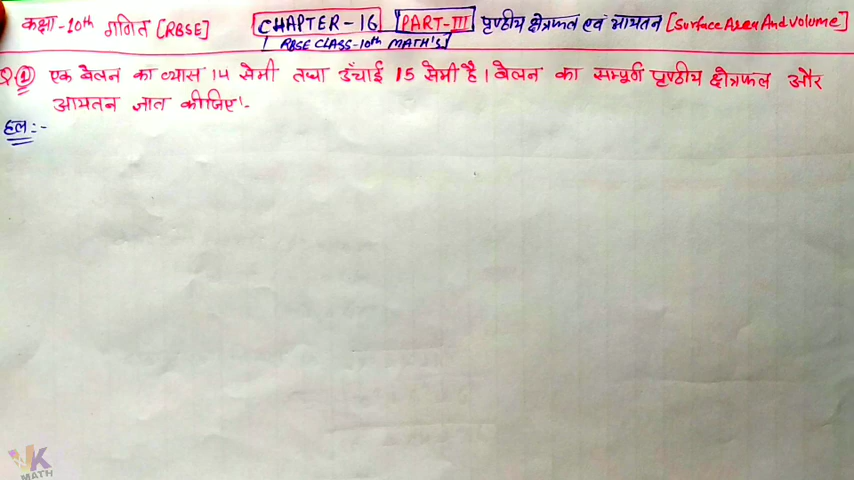 कक्षा-10th गणित [RBSE] CHAPTER-16 PART-III पृष्ठीय क्षेत्रफल एवं आयतन [Surface Area And Volume]
RBSE CLASS-10th MATH'S
Q.(1) एक बेलन का व्यास 14 सेमी तथा ऊँचाई 15 सेमी है। बेलन का सम्पूर्ण पृष्ठीय क्षेत्रफल और
आयतन ज्ञात कीजिए:-
हल:-
VK
MATH